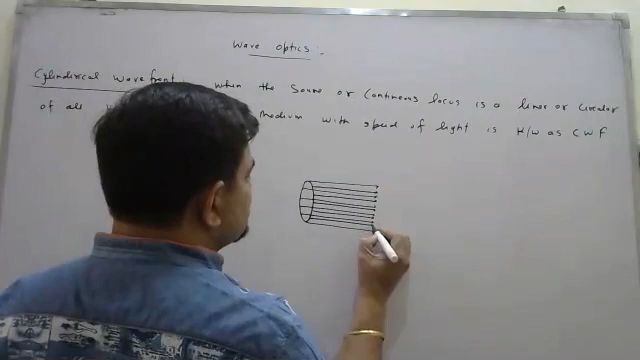 Wave Optics :-
Cylindrical wavefront : when the Source or Continuous locus is a linear or Circular
of all medium with speed of light is K/w as C W F